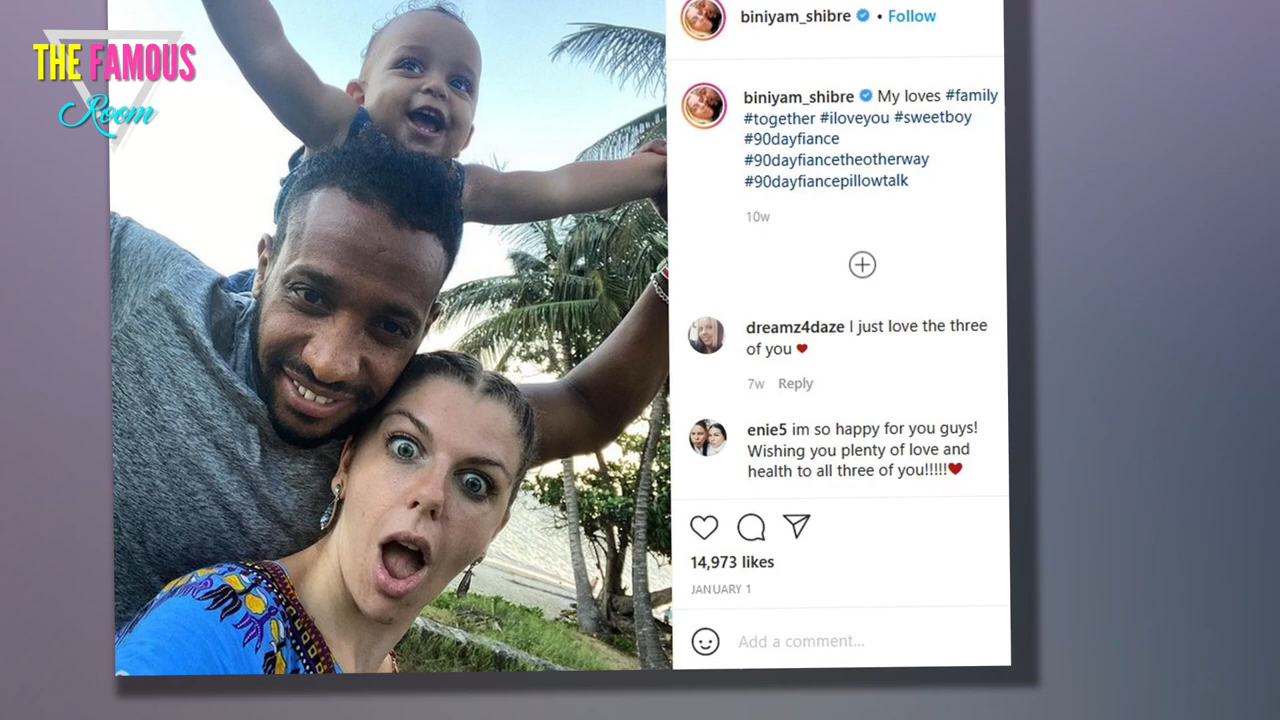 THE FAMOUS
Room
biniyam_shibre • Follow
biniyam_shibre My loves #family
#together #iloveyou #sweetboy
#90dayfiance
#90dayfiancetheotherway
#90dayfiancepillowtalk
10w
dreamz4daze I just love the three
of you ❤
7w Reply
enie5 im so happy for you guys!
Wishing you plenty of love and
health to all three of you!!!!!❤
14,973 likes
JANUARY 1
Add a comment...